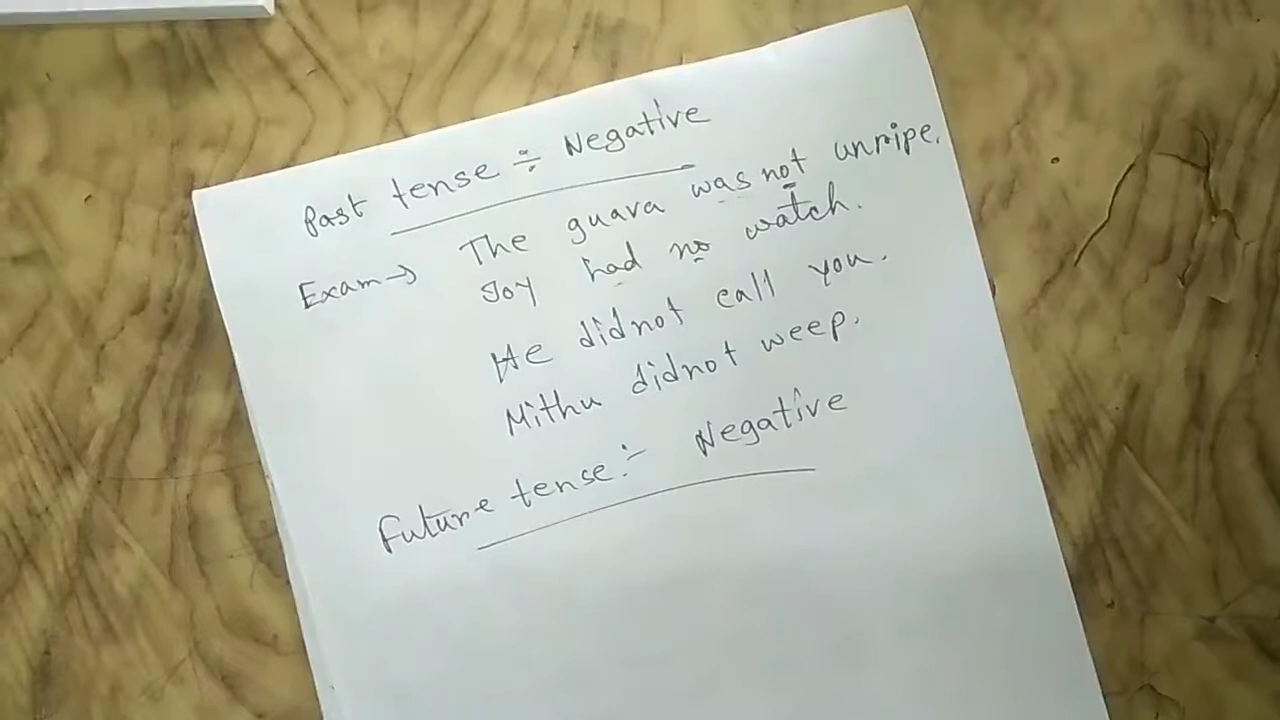 Past tense ÷ Negative
Exam → The guava was not unripe.
Joy had no watch.
He didnot call you.
Mithu didnot weep.
Future tense :- Negative